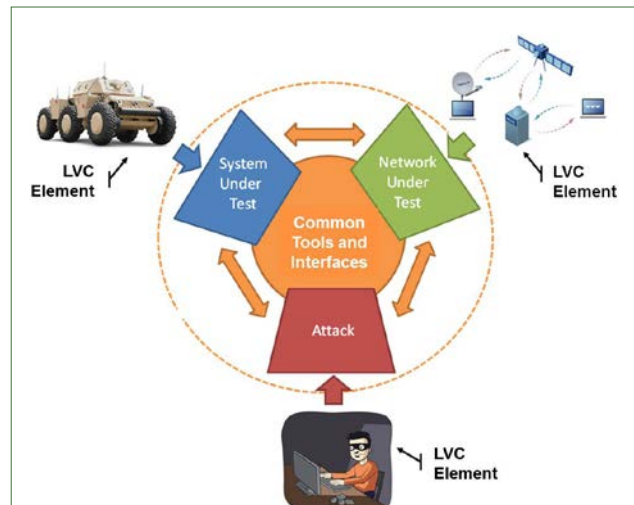 LVC
Element
System
Under
Test
Network
Under
Test
LVC
Element
Common
Tools and
Interfaces
Attack
LVC
Element